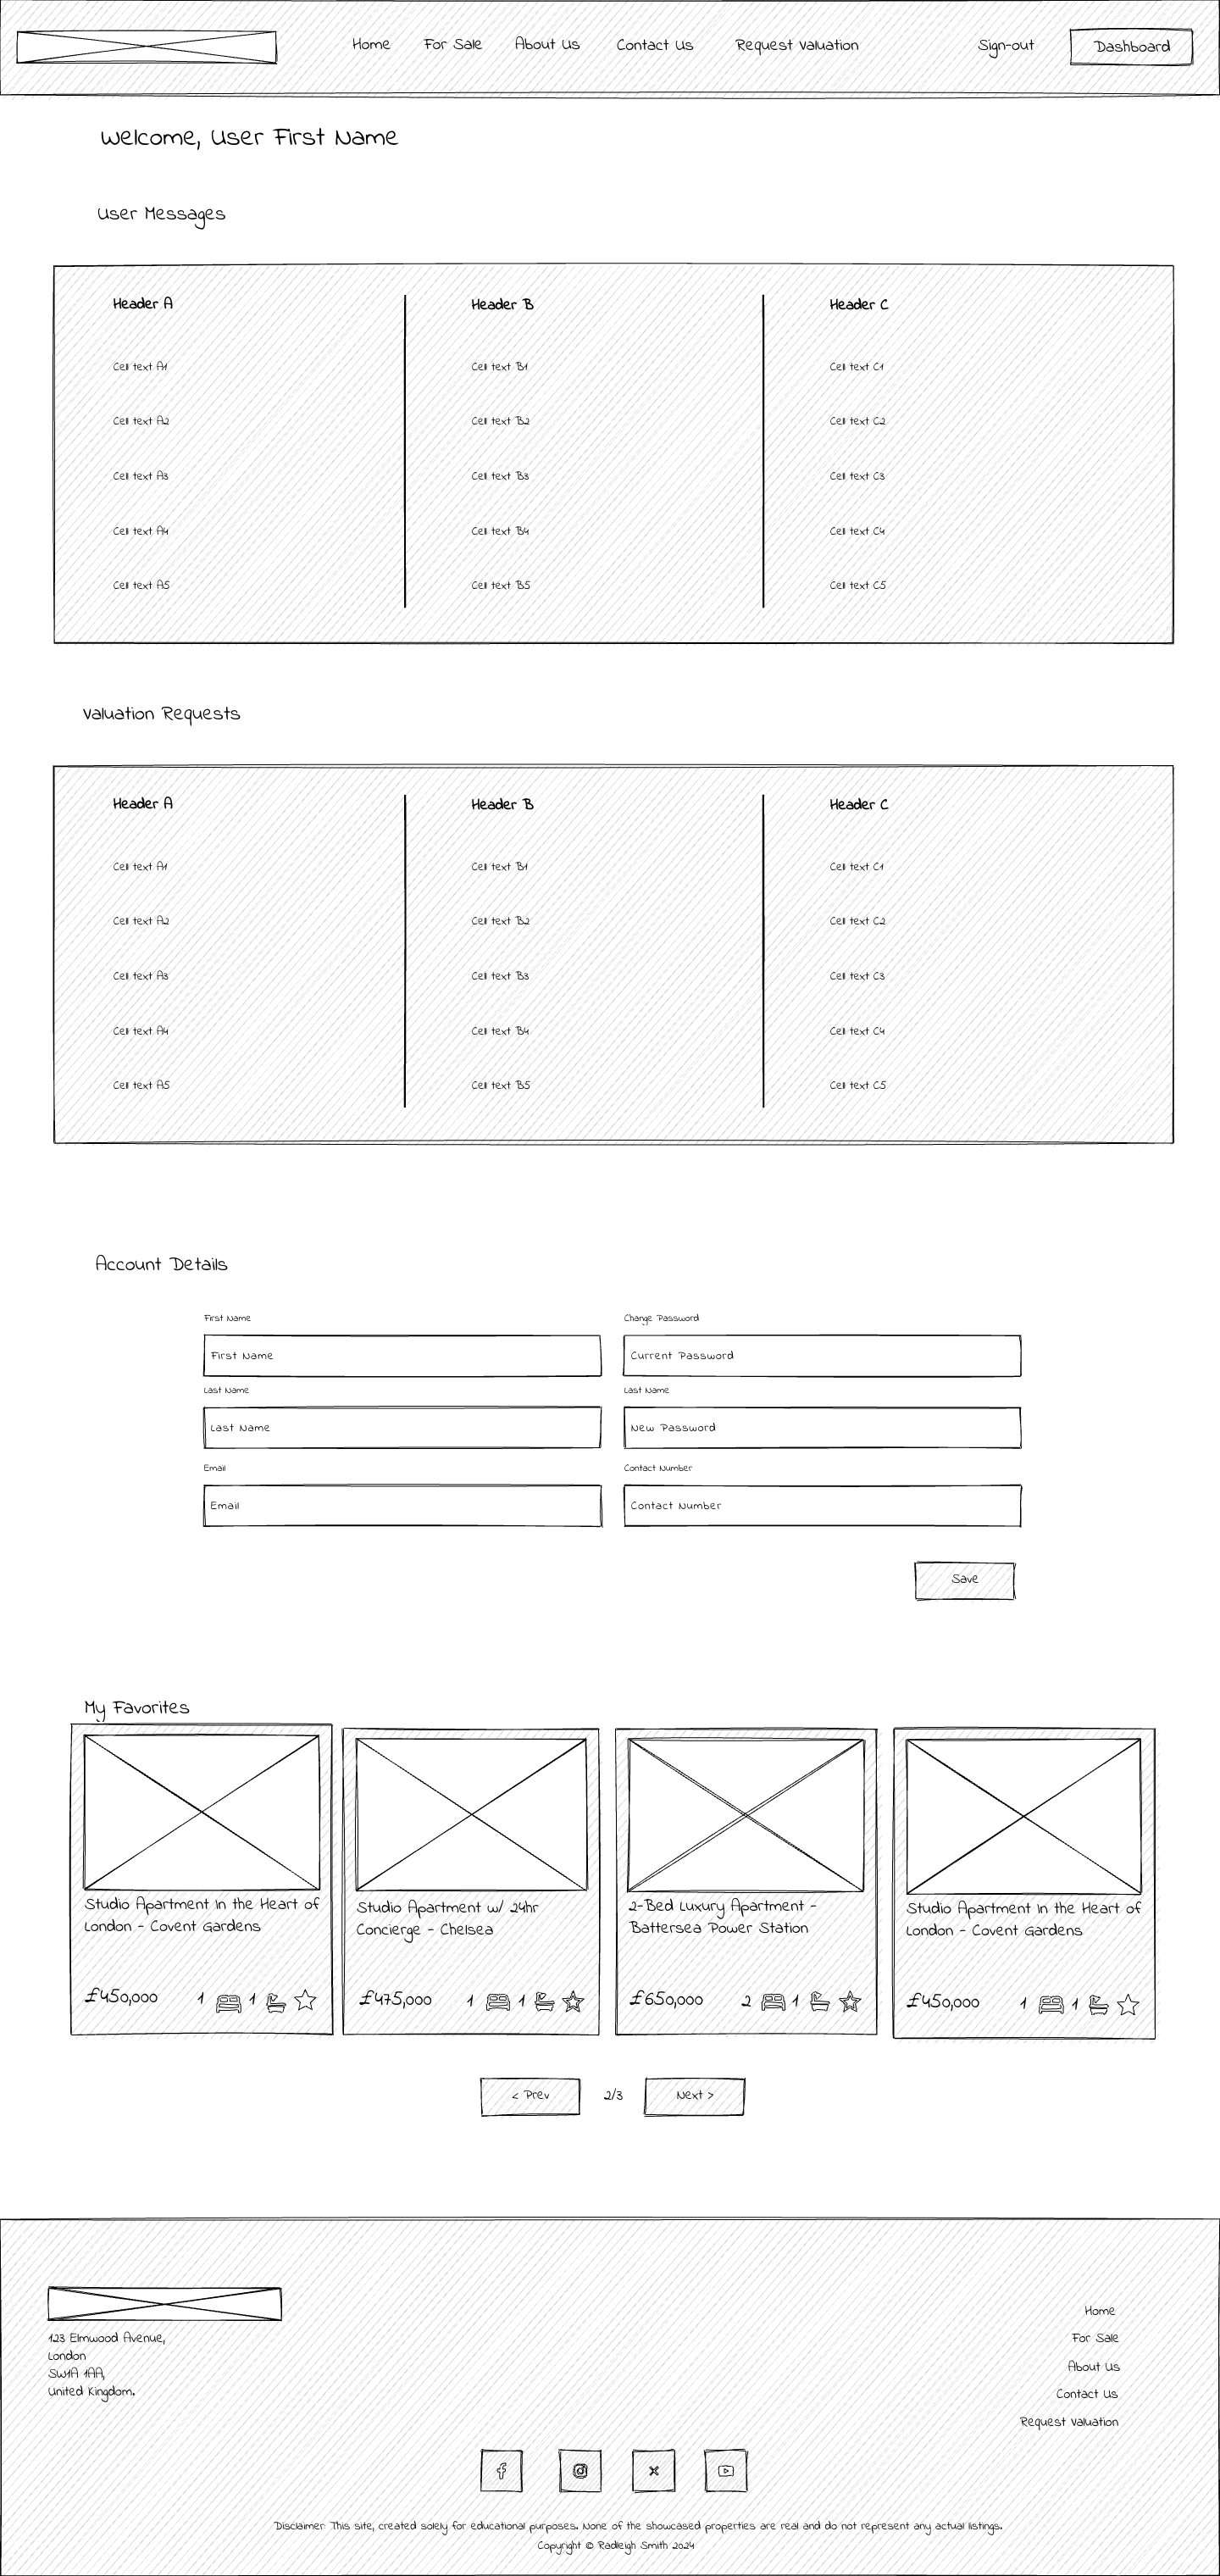 Home For Sale About Us Contact Us Request Valuation Sign-out Dashboard
Welcome, User First Name
User Messages
Header A Header B Header C
Cell text A1 Cell text B1 Cell text C1
Cell text A2 Cell text B2 Cell text C2
Cell text A3 Cell text B3 Cell text C3
Cell text A4 Cell text B4 Cell text C4
Cell text A5 Cell text B5 Cell text C5
Valuation Requests
Header A Header B Header C
Cell text A1 Cell text B1 Cell text C1
Cell text A2 Cell text B2 Cell text C2
Cell text A3 Cell text B3 Cell text C3
Cell text A4 Cell text B4 Cell text C4
Cell text A5 Cell text B5 Cell text C5
Account Details
First Name Change Password
First Name Current Password
Last Name Last Name
Last Name New Password
Email Contact Number
Email Contact Number
Save
My Favorites
Studio Apartment in the Heart of
London - Covent Gardens
£450,000 1 1
Studio Apartment w/ 24hr
Concierge - Chelsea
£475,000 1 1
2-Bed Luxury Apartment -
Battersea Power Station
£650,000 2 1
Studio Apartment in the Heart of
London - Covent Gardens
£450,000 1 1
< Prev 2/3 Next >
123 Elmwood Avenue,
London
SW1A 1AA,
United Kingdom.
Home
For Sale
About Us
Contact Us
Request Valuation
Disclaimer: This site, created solely for educational purposes. None of the showcased properties are real and do not represent any actual listings.
Copyright © Radleigh Smith 2024